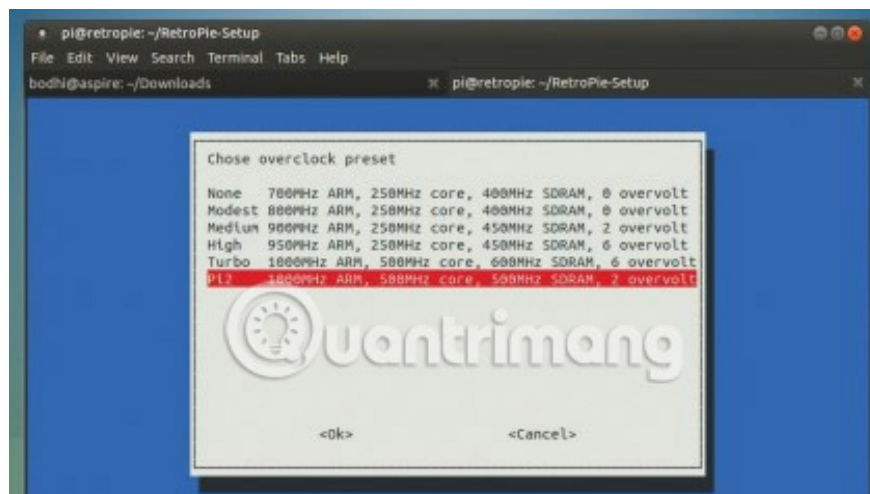 pi@retropie: ~/RetroPie-Setup
File Edit View Search Terminal Tabs Help
bodhi@aspire: ~/Downloads
pi@retropie: ~/RetroPie-Setup
Chose overclock preset
None 700MHz ARM, 250MHz core, 400MHz SDRAM, 0 overvolt
Modest 800MHz ARM, 250MHz core, 400MHz SDRAM, 0 overvolt
Medium 900MHz ARM, 250MHz core, 450MHz SDRAM, 2 overvolt
High 950MHz ARM, 250MHz core, 450MHz SDRAM, 6 overvolt
Turbo 1000MHz ARM, 500MHz core, 600MHz SDRAM, 6 overvolt
Pi2 1000MHz ARM, 500MHz core, 500MHz SDRAM, 2 overvolt
Quantrimang
<Ok> <Cancel>